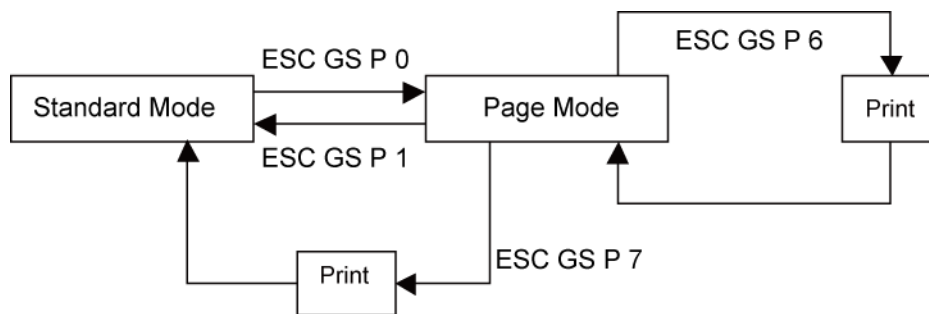 ESC GS P 0
ESC GS P 6
Standard Mode
Page Mode
Print
ESC GS P 1
ESC GS P 7
Print